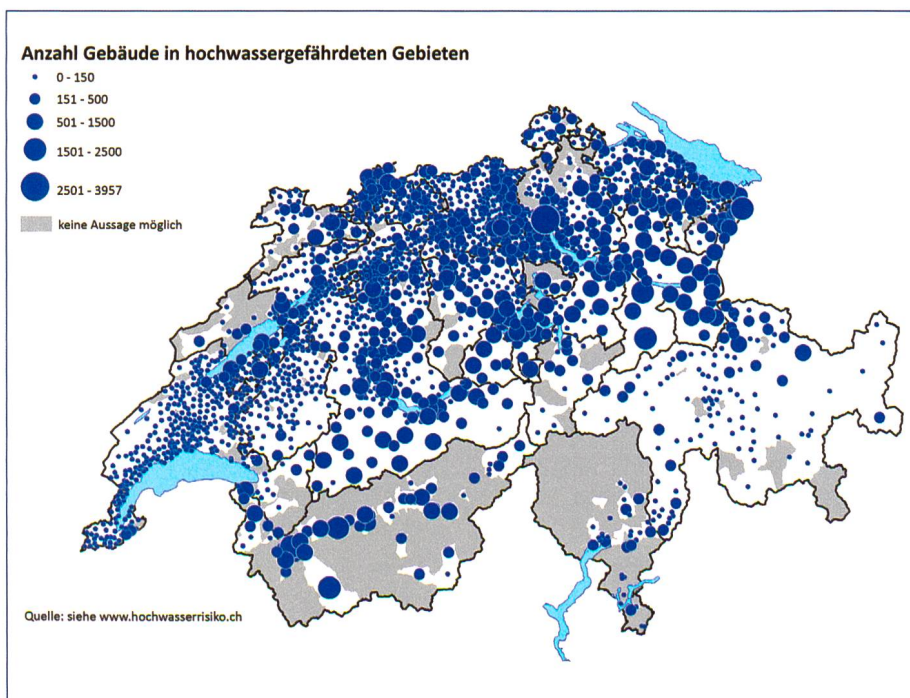 Anzahl Gebäude in hochwassergefährdeten Gebieten
0 - 150
151 - 500
501 - 1500
1501 - 2500
2501 - 3957
keine Aussage möglich
Quelle: siehe www.hochwasserrisiko.ch